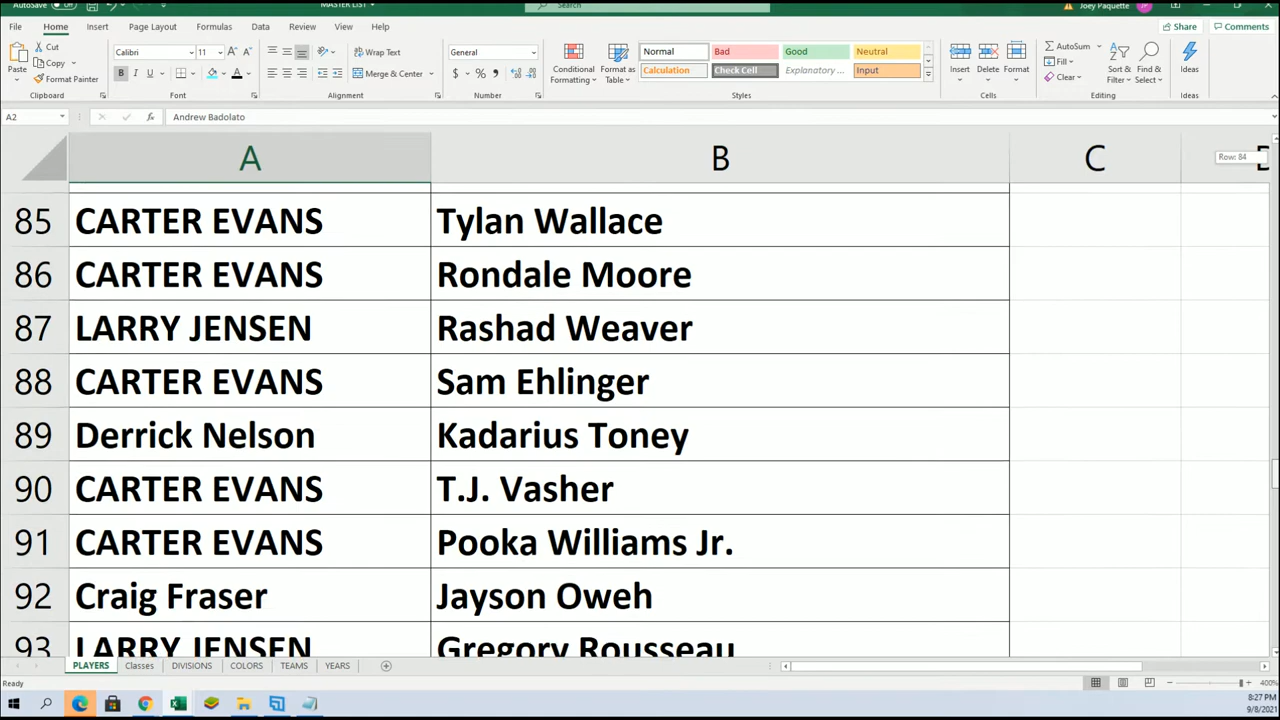 AutoSave Off MASTER LIST Search Joey Paquette JP
File Home Insert Page Layout Formulas Data Review View Help Share Comments
Paste Cut Copy Format Painter Clipboard
Calibri 11 B I U Font
Wrap Text Merge & Center Alignment
General $ % Number
Conditional Formatting Format as Table
Normal Bad Good Neutral
Calculation Check Cell Explanatory ... Input
Styles
Insert Delete Format Cells
AutoSum Fill Clear Sort & Filter Find & Select Editing
Ideas Ideas
A2 fx Andrew Badolato
A B C
Row: 84
85 CARTER EVANS Tylan Wallace
86 CARTER EVANS Rondale Moore
87 LARRY JENSEN Rashad Weaver
88 CARTER EVANS Sam Ehlinger
89 Derrick Nelson Kadarius Toney
90 CARTER EVANS T.J. Vasher
91 CARTER EVANS Pooka Williams Jr.
92 Craig Fraser Jayson Oweh
93 LARRY JENSEN Gregory Rousseau
PLAYERS Classes DIVISIONS COLORS TEAMS YEARS
Ready 400%
8:27 PM
9/8/2021